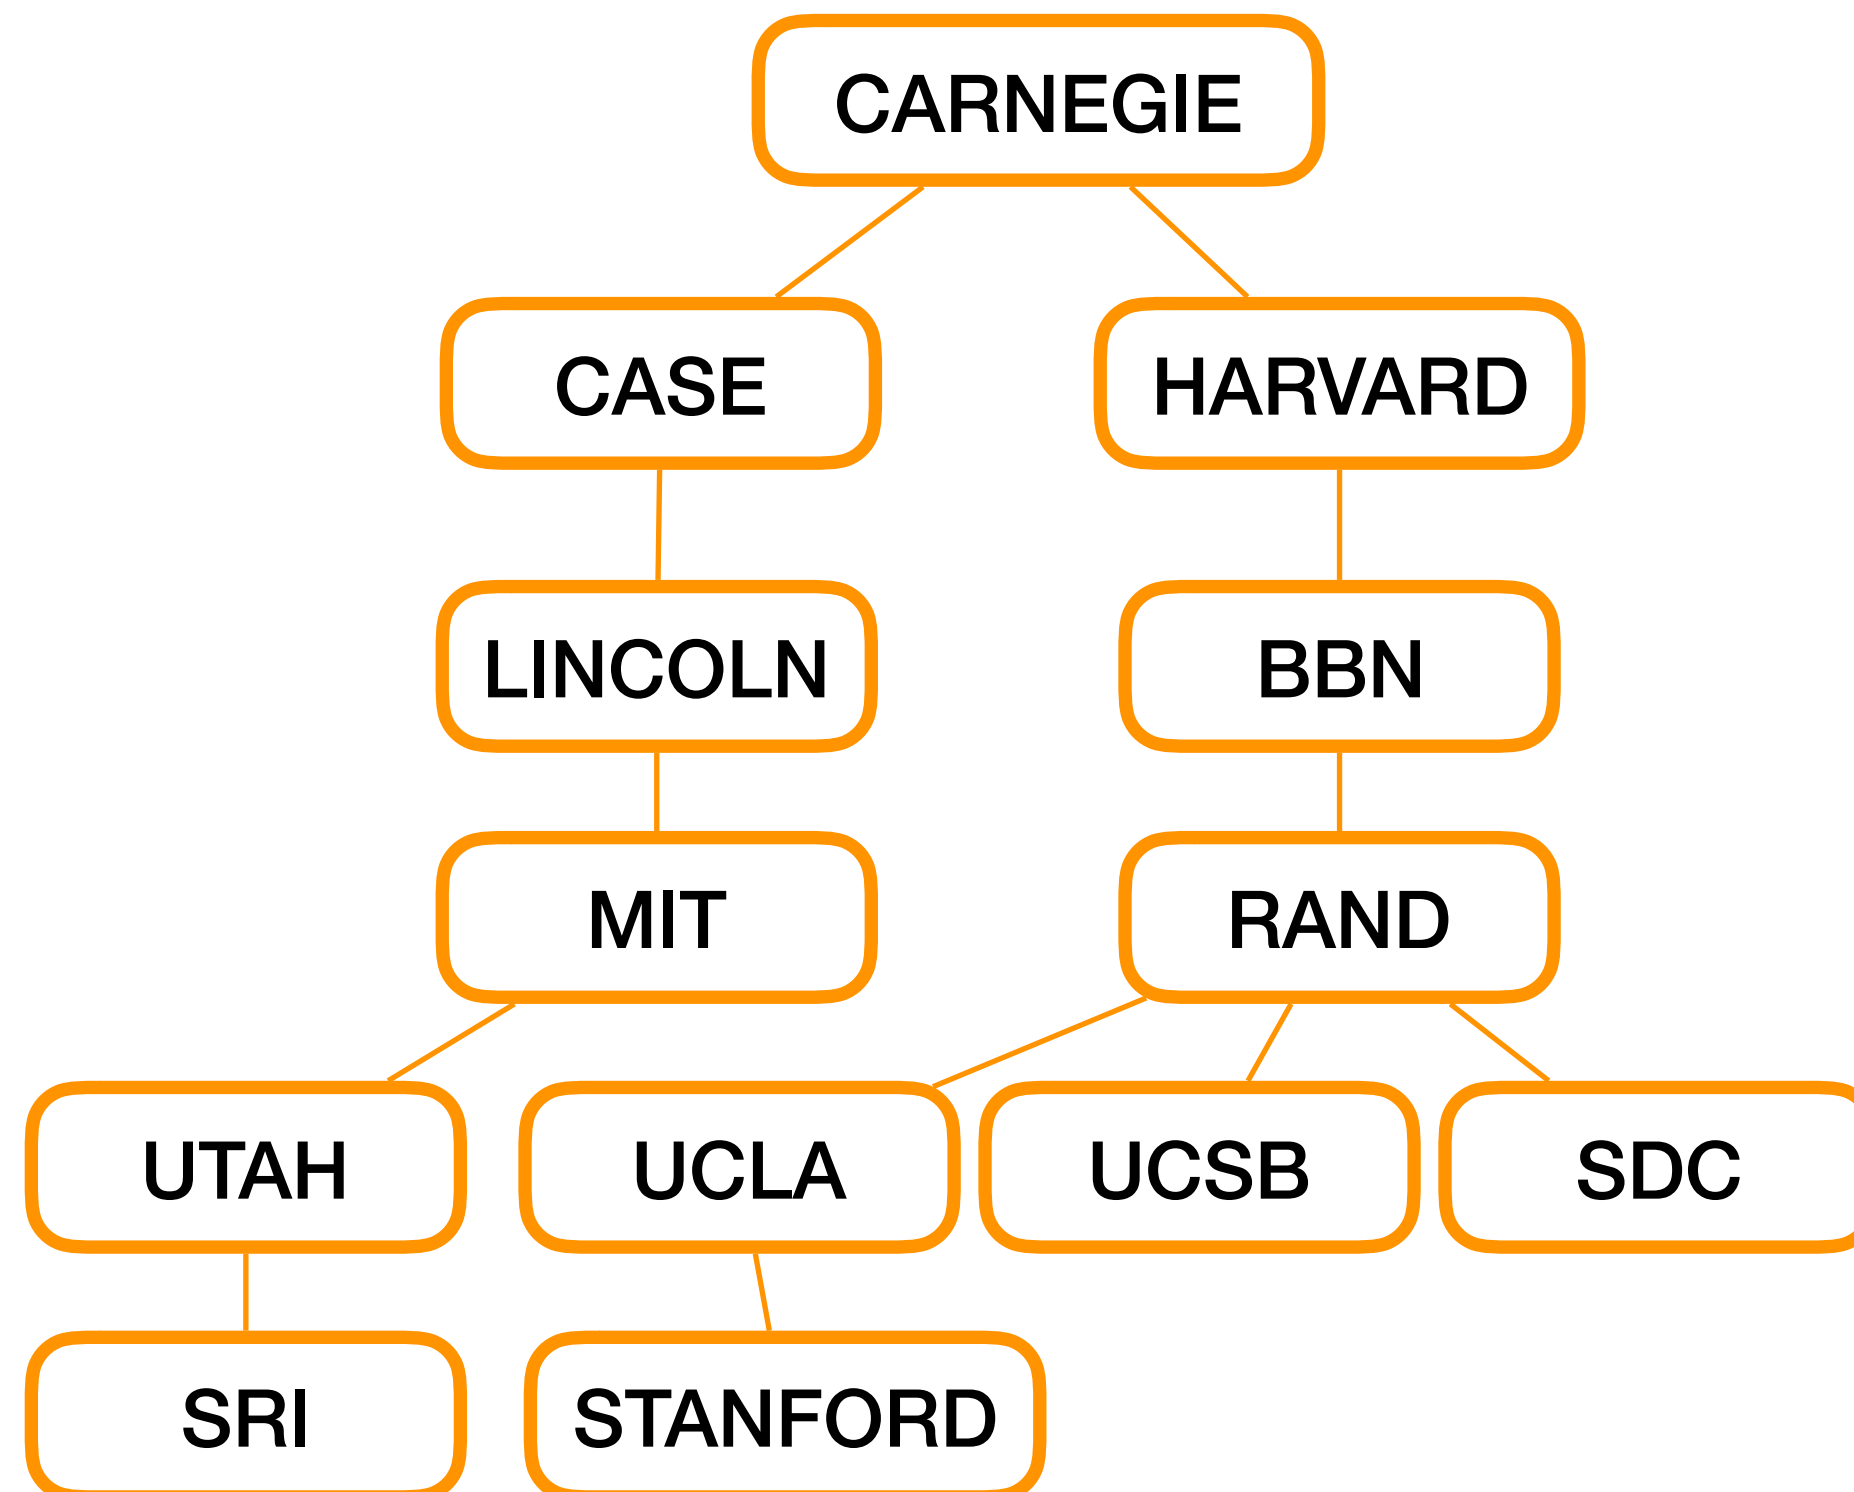 CARNEGIE
CASE HARVARD
LINCOLN BBN
MIT RAND
UTAH UCLA UCSB SDC
SRI STANFORD